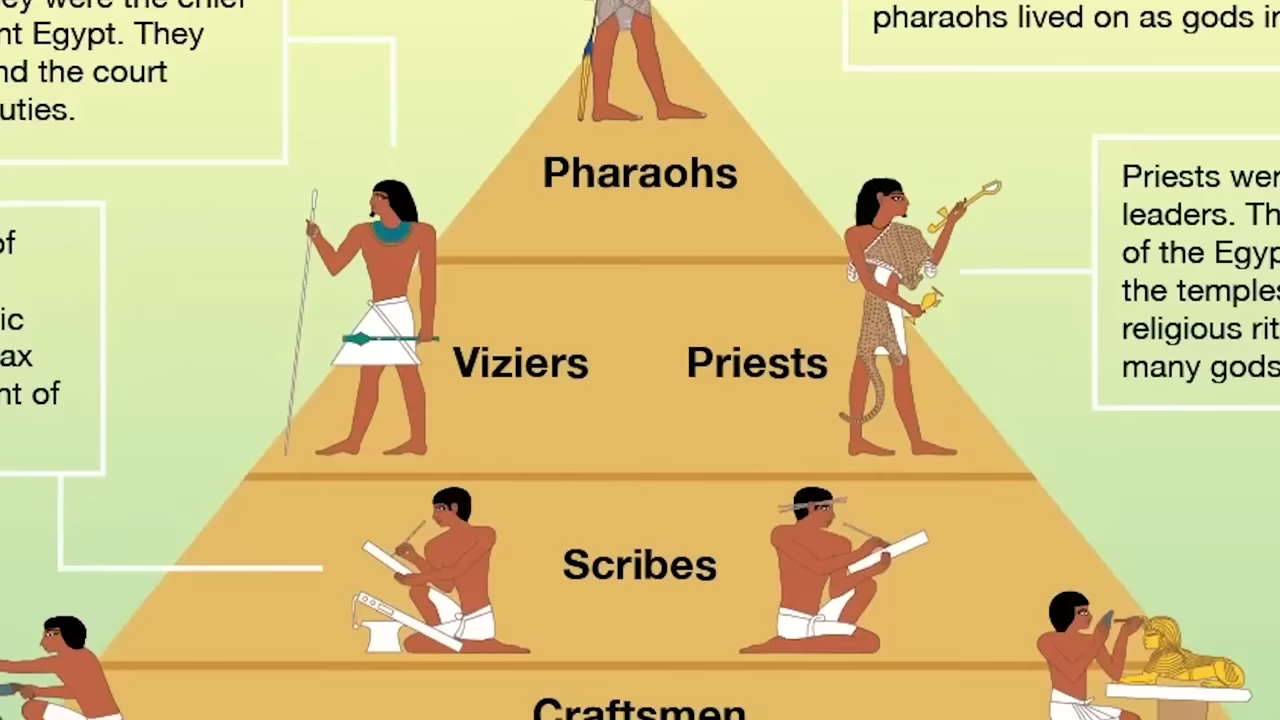 ey were the chief
nt Egypt. They
nd the court
uties.
pharaohs lived on as gods in
Pharaohs
of
ic
ax
nt of
Priests wer
leaders. Th
of the Egyp
the temples
religious rit
many gods
Viziers
Priests
Scribes
Craftsmen